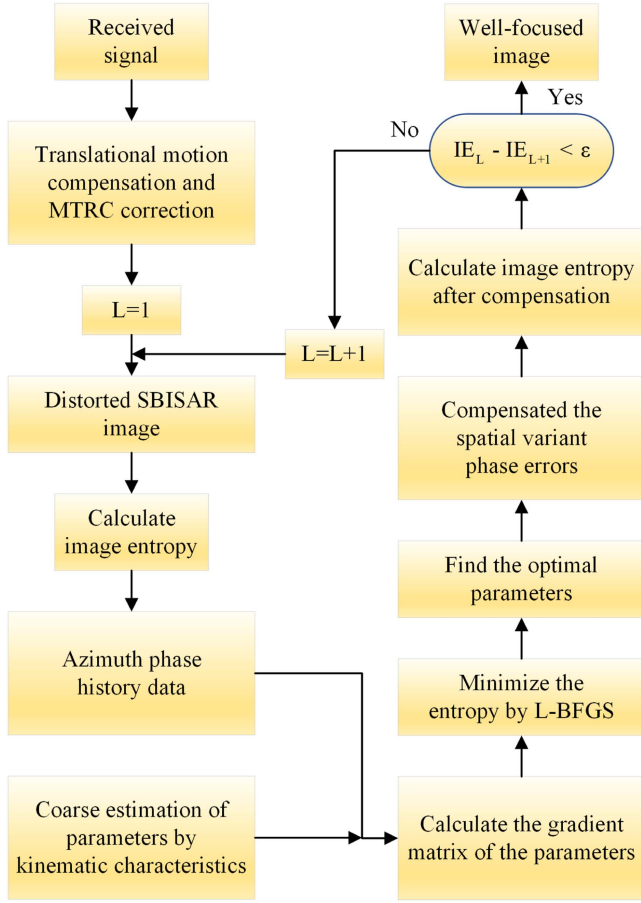 Received
signal
Translational motion
compensation and
MTRC correction
L=1
Distorted SBISAR
image
Calculate
image entropy
Azimuth phase
history data
Coarse estimation of
parameters by
kinematic characteristics
Calculate the gradient
matrix of the parameters
Minimize the
entropy by L-BFGS
Find the optimal
parameters
Compensated the
spatial variant
phase errors
Calculate image entropy
after compensation
IE_L - IE_{L+1} < ε
Yes
No
Well-focused
image
L=L+1